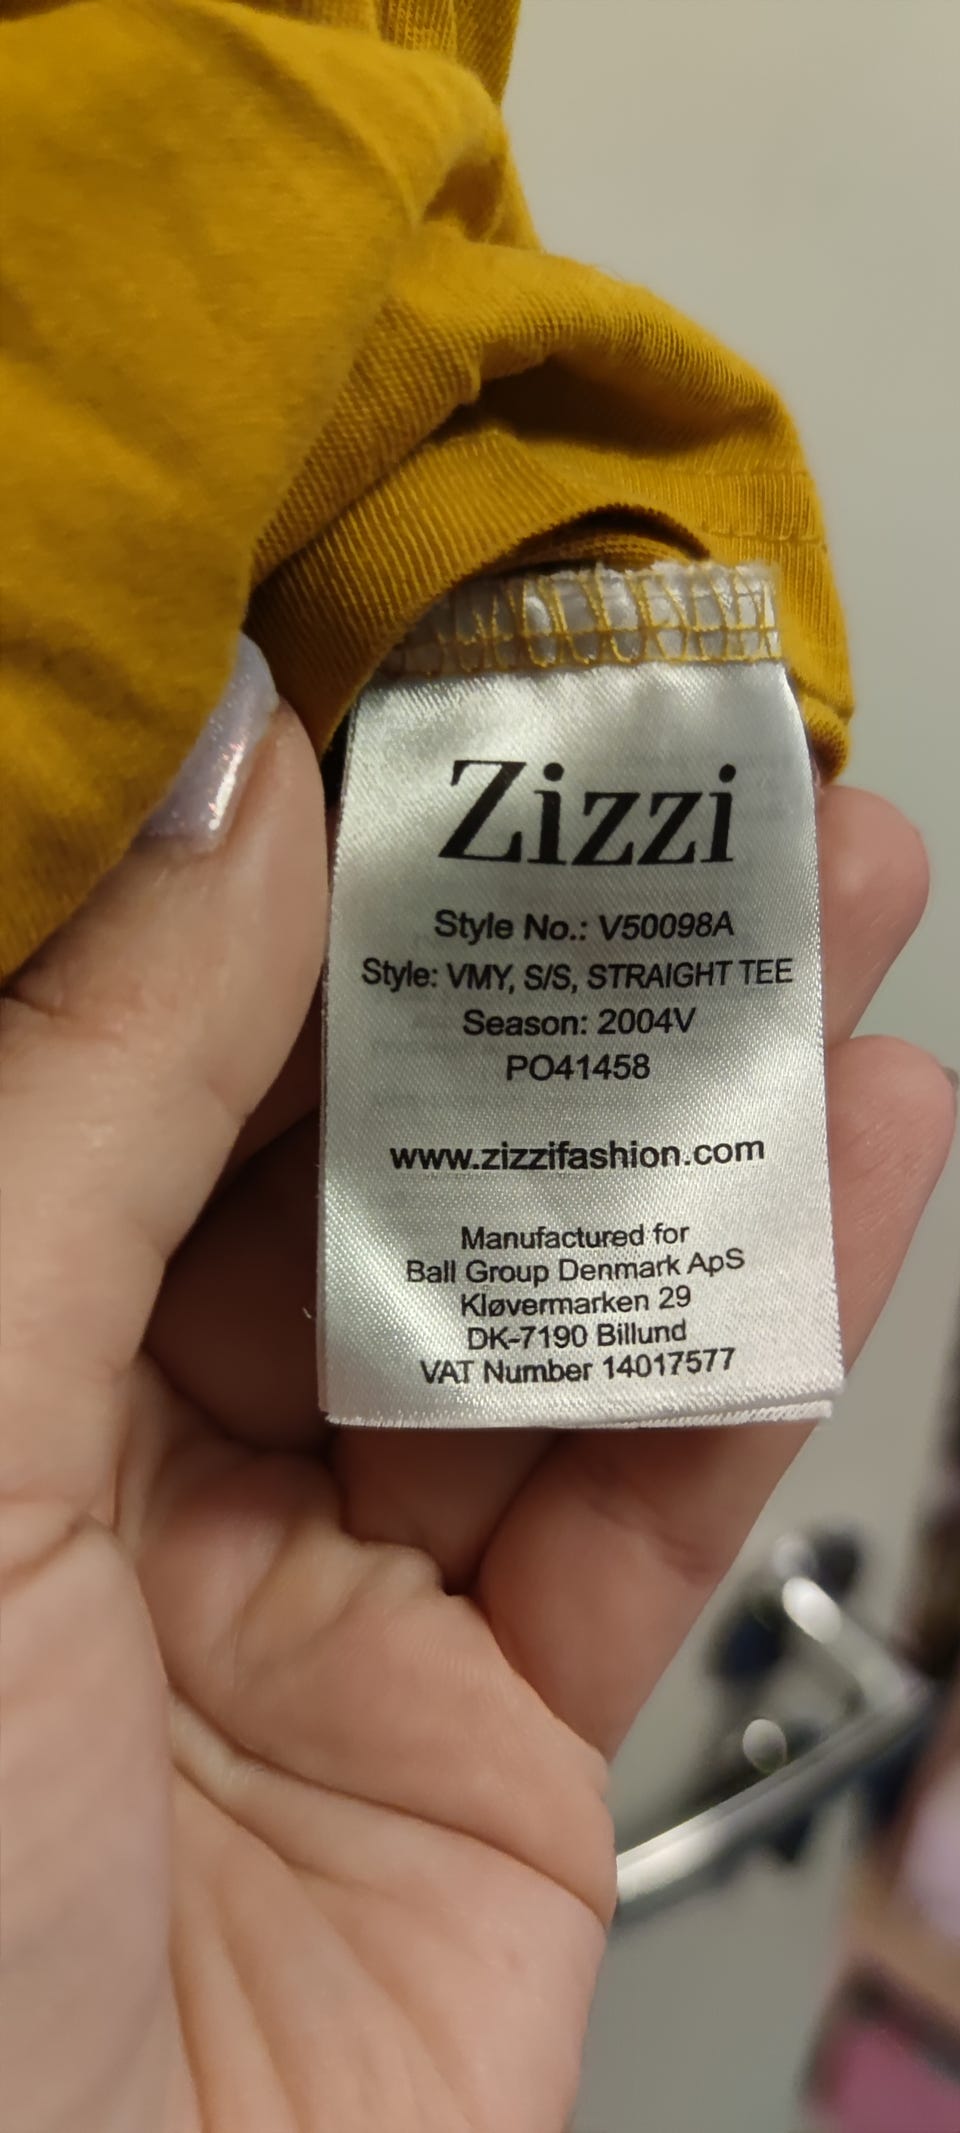 Zizzi
Style No.: V50098A
Style: VMY, S/S, STRAIGHT TEE
Season: 2004V
PO41458
www.zizzifashion.com
Manufactured for
Ball Group Denmark ApS
Kløvermarken 29
DK-7190 Billund
VAT Number 14017577